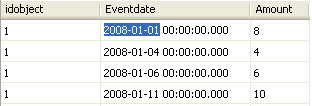 idobject Eventdate Amount
1 2008-01-01 00:00:00.000 8
1 2008-01-04 00:00:00.000 4
1 2008-01-06 00:00:00.000 6
1 2008-01-11 00:00:00.000 10